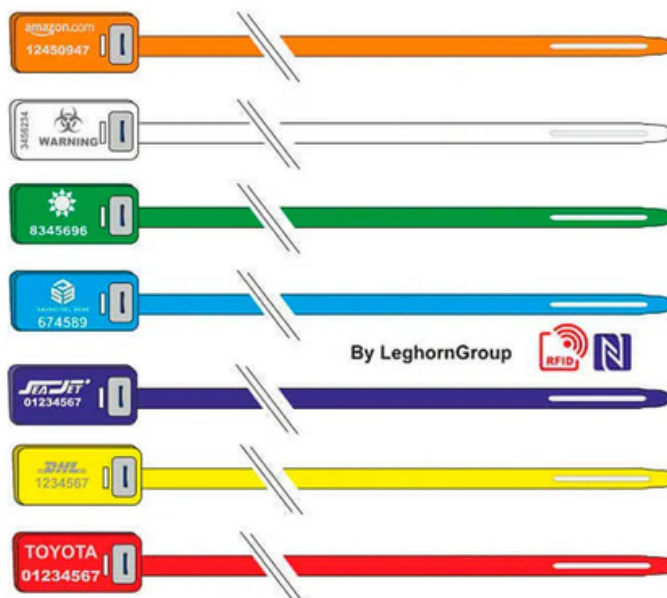 amazon.com
12450947
3456234
WARNING
8345696
674589
By LeghornGroup
RFID
SEAJET
01234567
DHL
1234567
TOYOTA
01234567